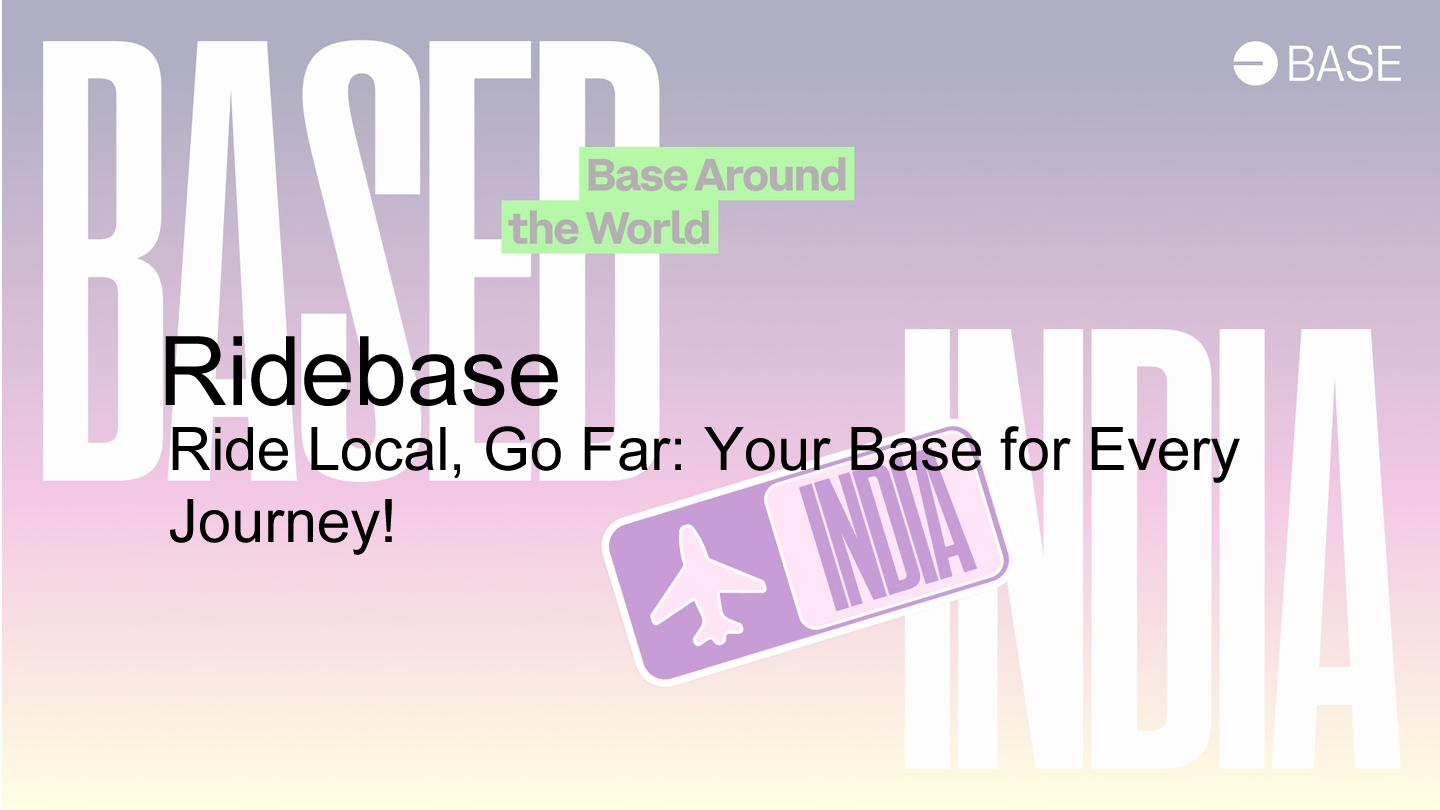 BASED
BASE
Base Around
the World
Ridebase
Ride Local, Go Far: Your Base for Every
Journey!
INDIA
INDIA